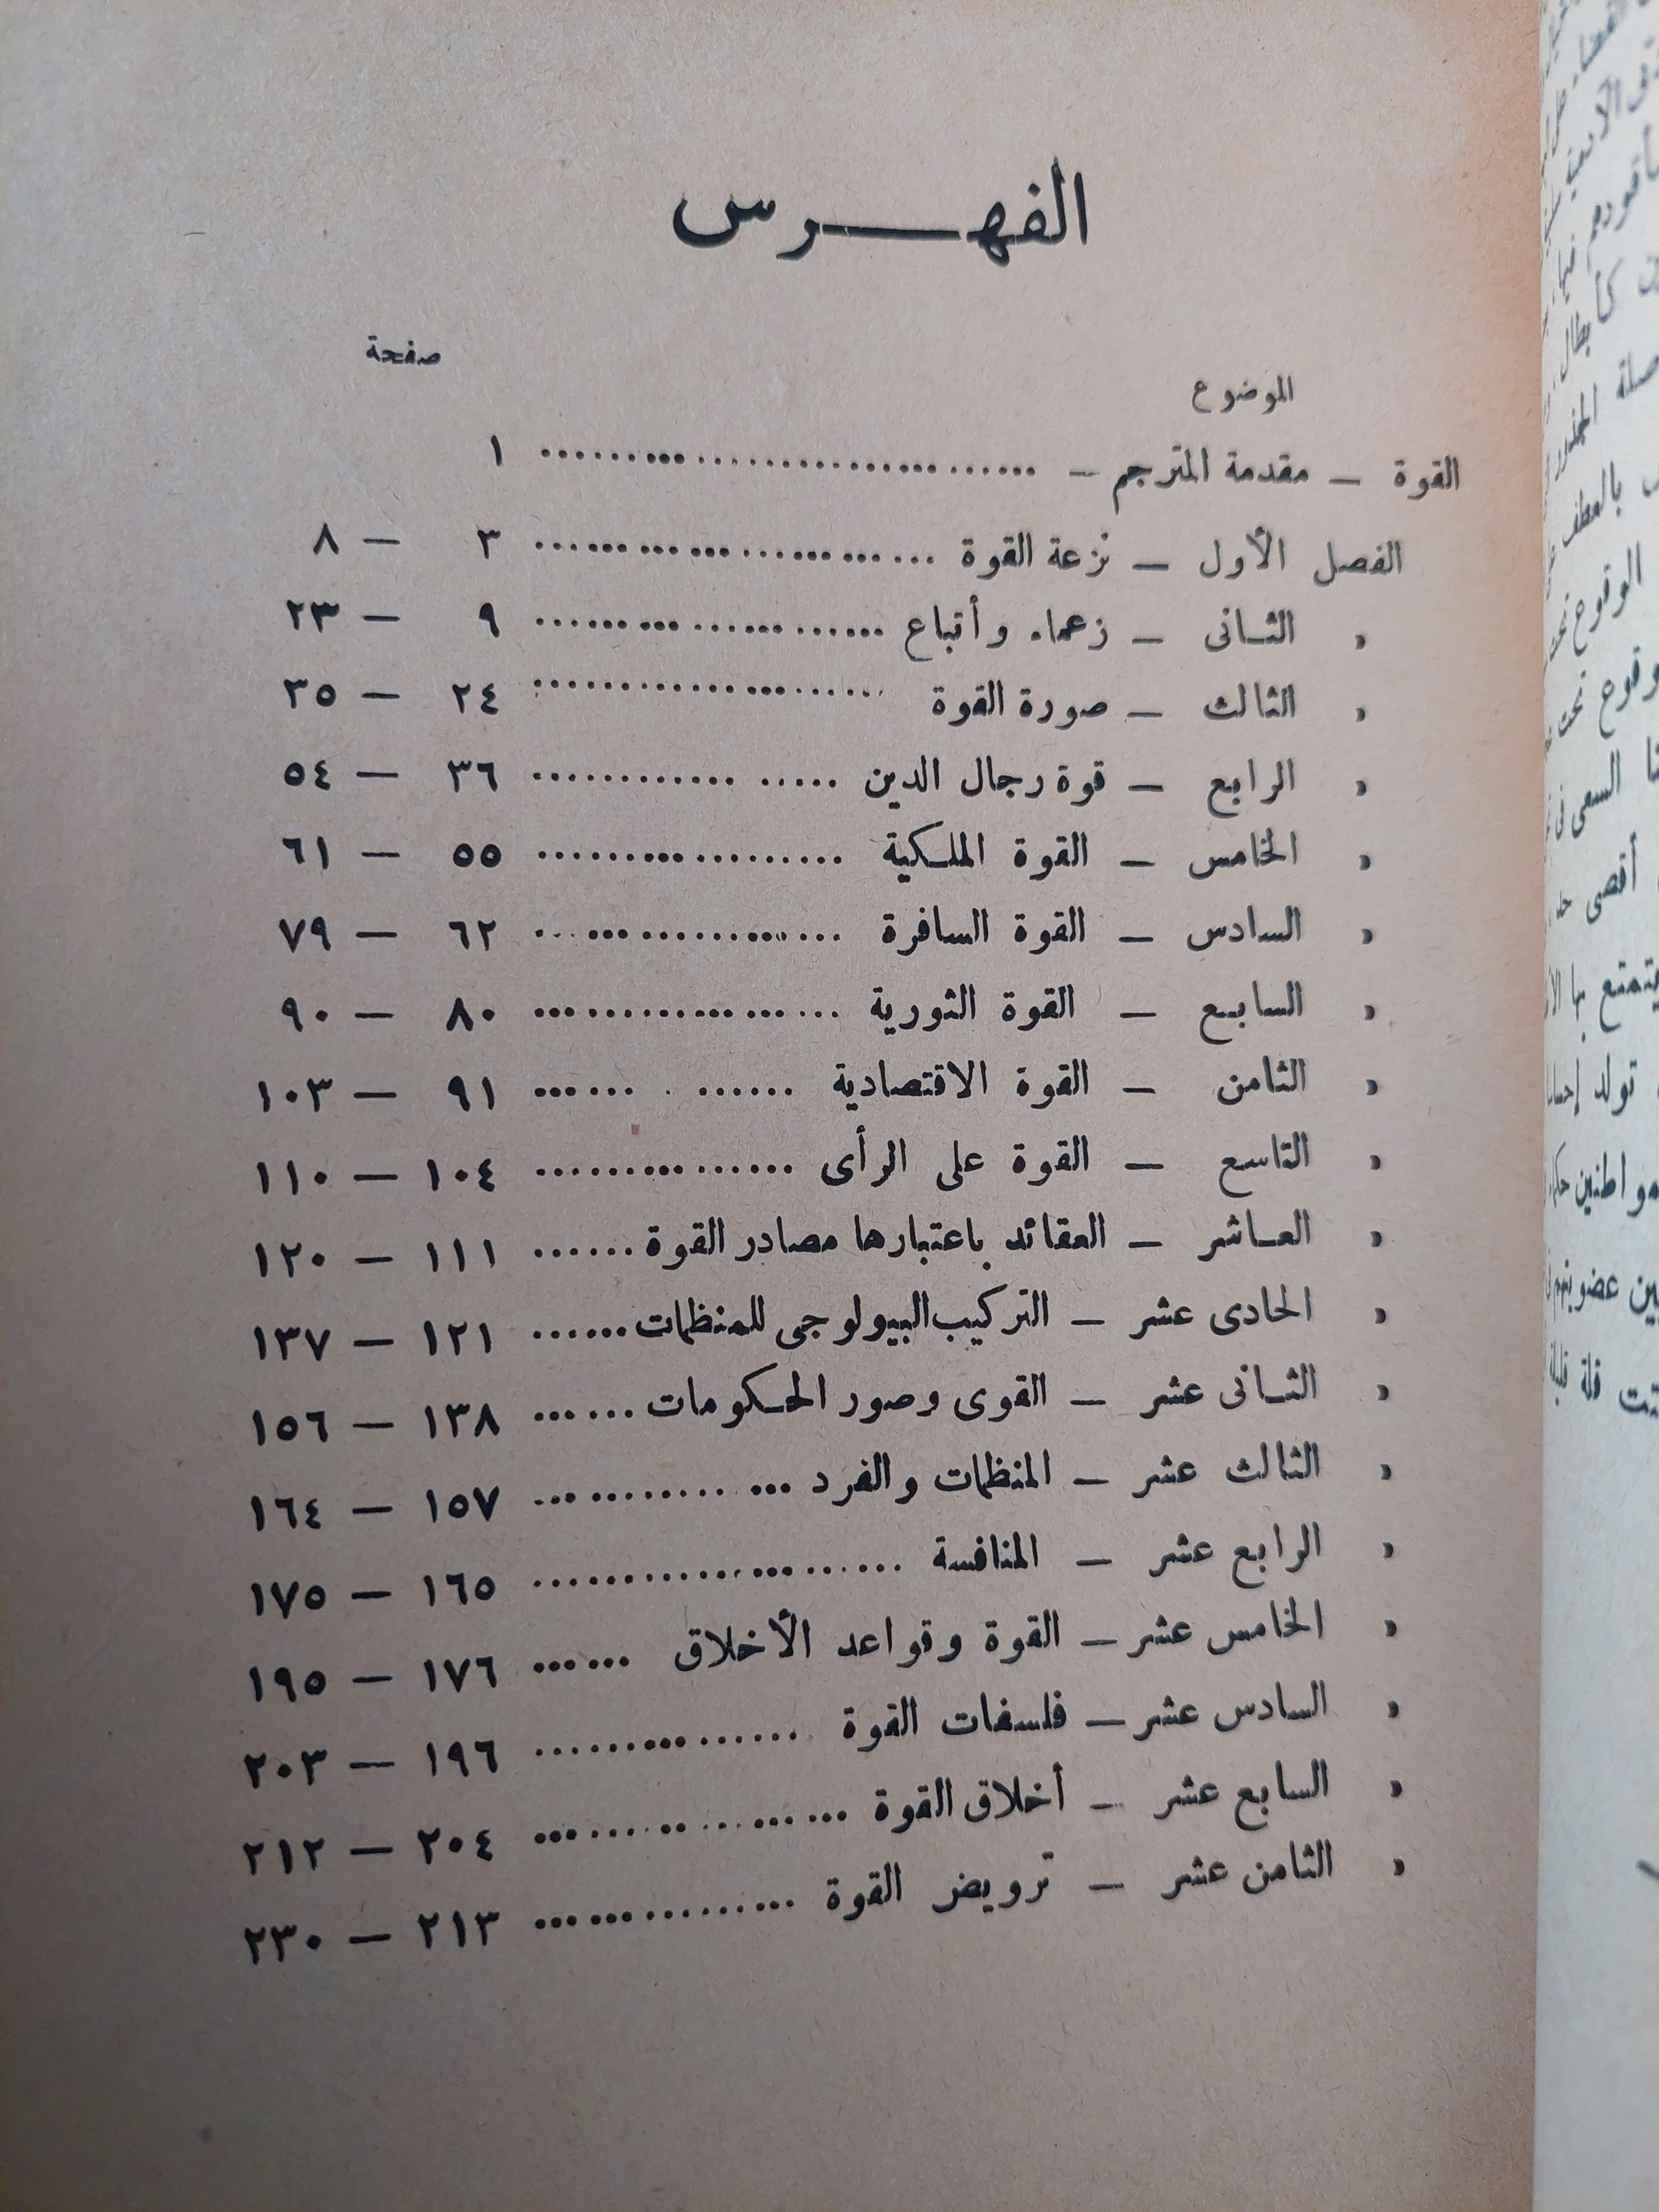 الفهرس
صفحة
الموضوع
القوة — مقدمة المترجم — .............................. ١
الفصل الأول — نزعة القوة ........................ ٣ — ٨
« الثانى — زعماء وأتباع ..................... ٩ — ٢٣
« الثالث — صورة القوة ..................... ٢٤ — ٣٥
« الرابع — قوة رجال الدين ................. ٣٦ — ٥٤
« الخامس — القوة الملكية .................. ٥٥ — ٦١
« السادس — القوة السافرة .................. ٦٢ — ٧٩
« السابع — القوة الثورية .................. ٨٠ — ٩٠
« الثامن — القوة الاقتصادية ...... . ...... ٩١ — ١٠٣
« التاسع — القوة على الرأى ............... ١٠٤ — ١١٠
« العاشر — العقائد باعتبارها مصادر القوة ...... ١١١ — ١٢٠
« الحادى عشر — التركيب البيولوجى للمنظمات ...... ١٢١ — ١٣٧
« الثانى عشر — القوى وصور الحكومات ...... ١٣٨ — ١٥٦
« الثالث عشر — المنظمات والفرد ............... ١٥٧ — ١٦٤
« الرابع عشر — المنافسة ..................... ١٦٥ — ١٧٥
« الخامس عشر — القوة وقواعد الأخلاق ...... ١٧٦ — ١٩٥
« السادس عشر — فلسفات القوة ............... ١٩٦ — ٢٠٣
« السابع عشر — أخلاق القوة ................. ٢٠٤ — ٢١٢
« الثامن عشر — ترويض القوة ............... ٢١٣ — ٢٣٠